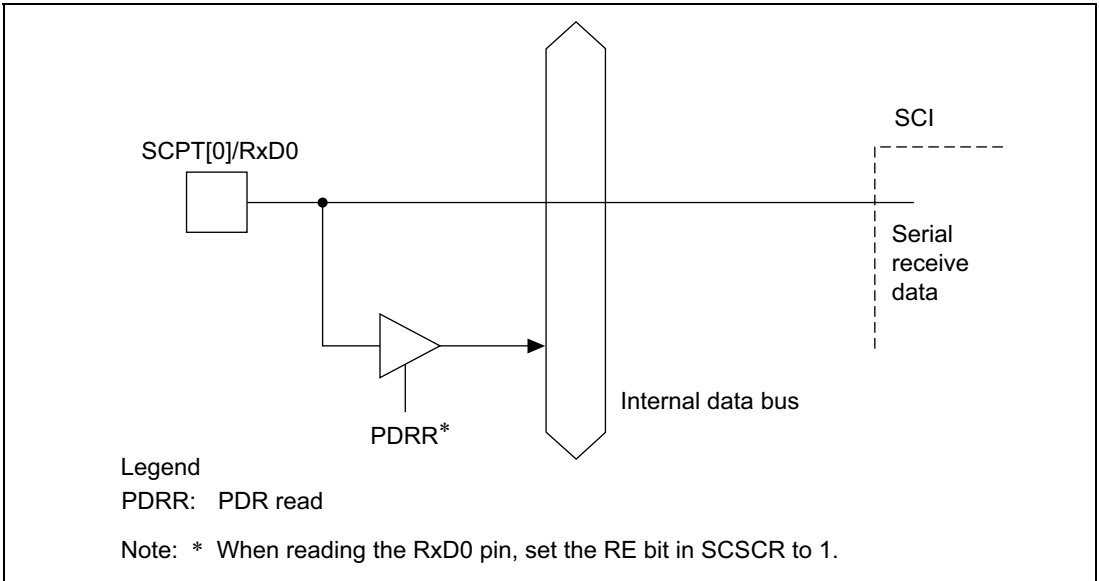 SCI
SCPT[0]/RxD0
Serial
receive
data
Internal data bus
PDRR*
Legend
PDRR: PDR read
Note: * When reading the RxD0 pin, set the RE bit in SCSCR to 1.